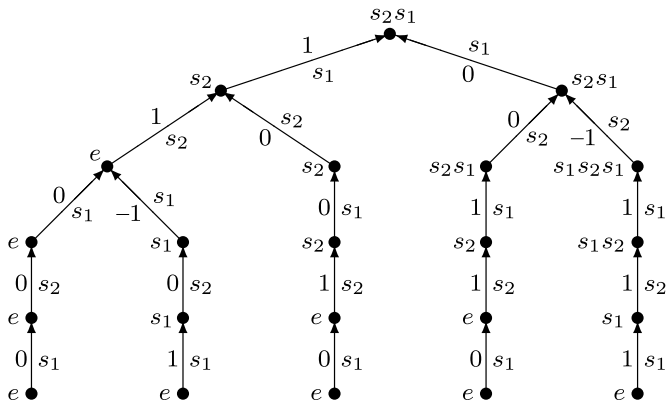 s₂s₁
1 s₁
s₂ s₁ 0 s₂s₁
1 s₂ 0 s₂
s₂ 0 s₂ –1
e s₂ s₂s₁ s₁s₂s₁
0 s₁
s₁ –1 0 s₁ 1 s₁ 1 s₁
e s₁ s₂ s₂ s₁s₂
0 s₂ 0 s₂ 1 s₂ 1 s₂ 1 s₂
e s₁ e e s₁
0 s₁ 1 s₁ 0 s₁ 0 s₁ 1 s₁
e e e e e